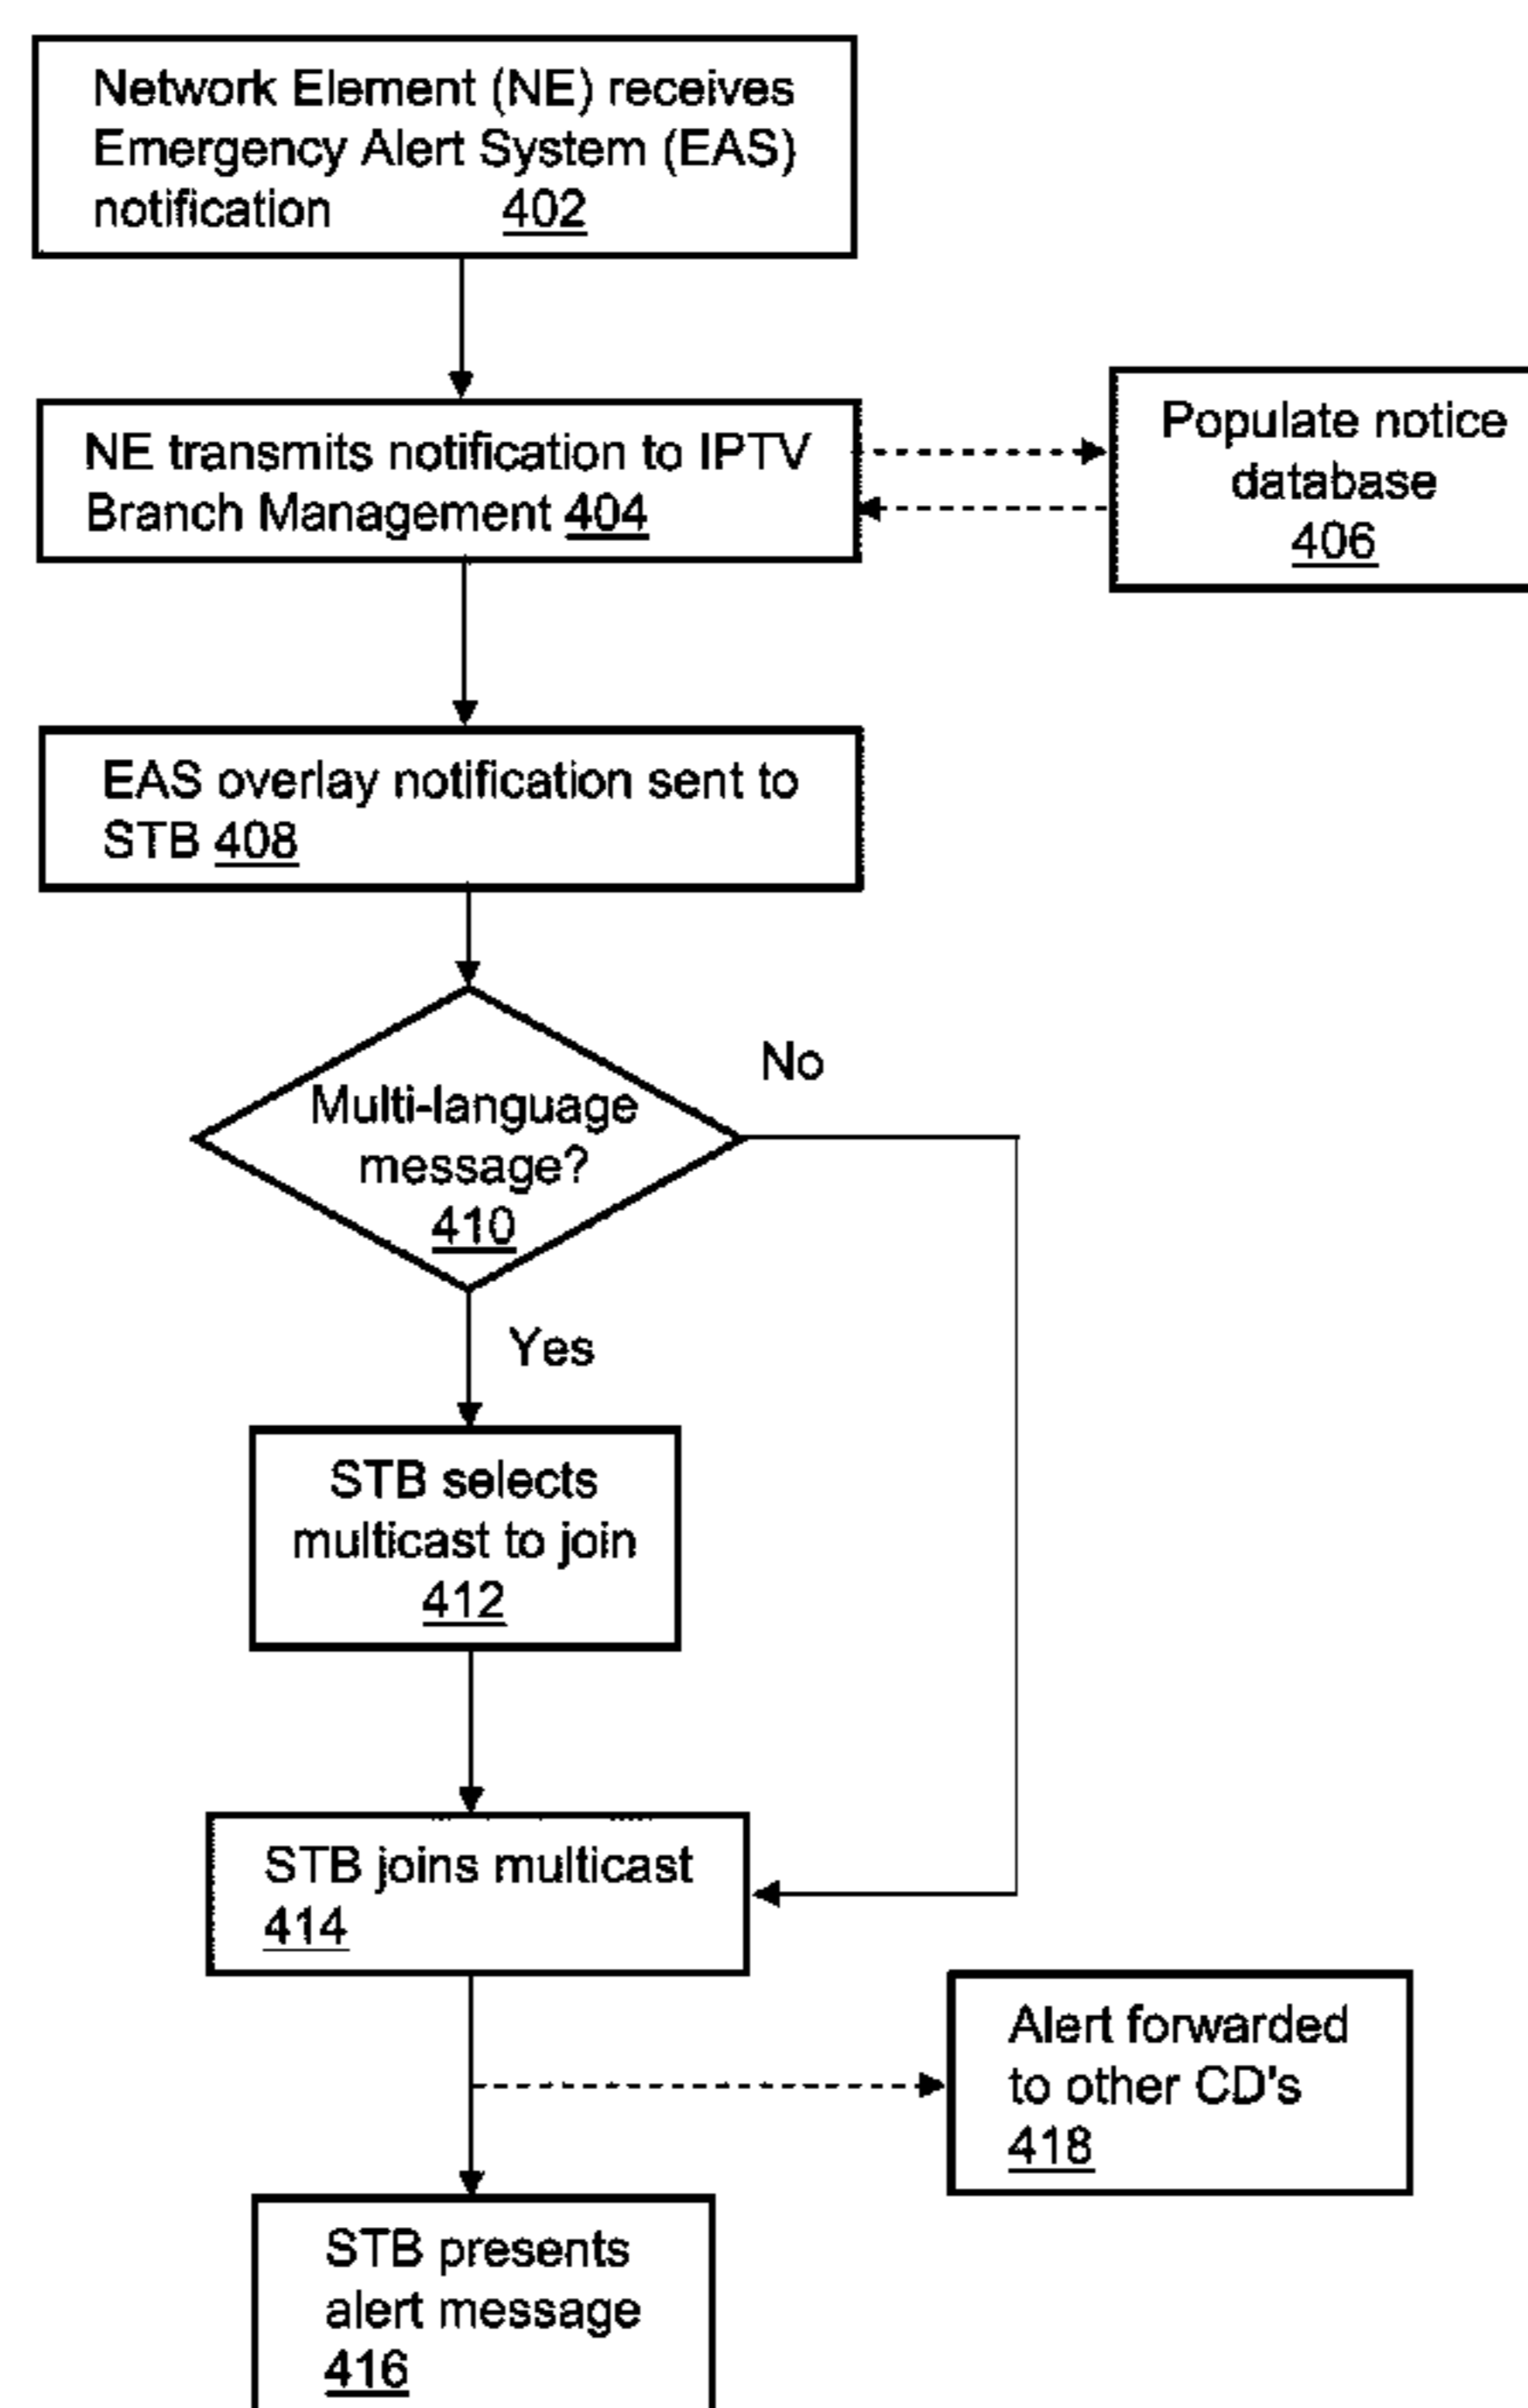 Network Element (NE) receives
Emergency Alert System (EAS)
notification 402
NE transmits notification to IPTV
Branch Management 404
Populate notice
database
406
EAS overlay notification sent to
STB 408
No
Multi-language
message?
410
Yes
STB selects
multicast to join
412
STB joins multicast
414
Alert forwarded
to other CD's
418
STB presents
alert message
416